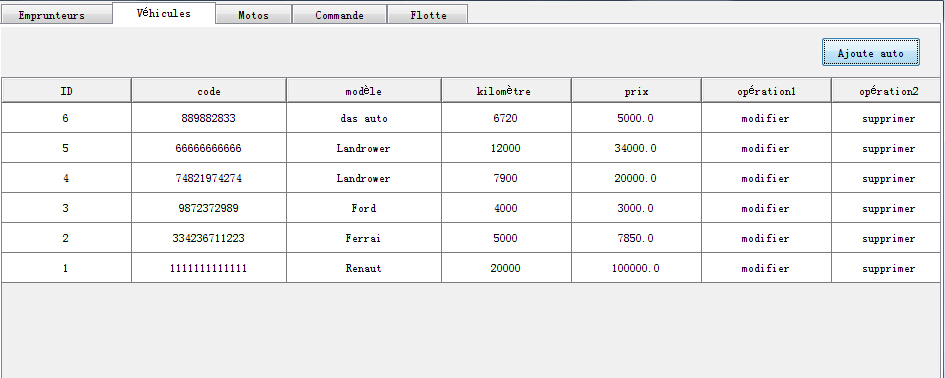 Emprunteurs Véhicules Motos Commande Flotte
Ajoute auto
ID code modèle kilomètre prix opération1 opération2
6 889882833 das auto 6720 5000.0 modifier supprimer
5 66666666666 Landrower 12000 34000.0 modifier supprimer
4 74821974274 Landrower 7900 20000.0 modifier supprimer
3 9872372989 Ford 4000 3000.0 modifier supprimer
2 334236711223 Ferrai 5000 7850.0 modifier supprimer
1 1111111111111 Renaut 20000 100000.0 modifier supprimer